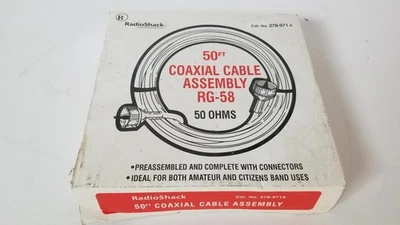 R
RadioShack
Cat. No. 278-971 A
50FT
COAXIAL CABLE
ASSEMBLY
RG-58
50 OHMS
•PREASSEMBLED AND COMPLETE WITH CONNECTORS
•IDEAL FOR BOTH AMATEUR AND CITIZENS BAND USES
RadioShack
Cat. No. 278-971A
50'' COAXIAL CABLE ASSEMBLY